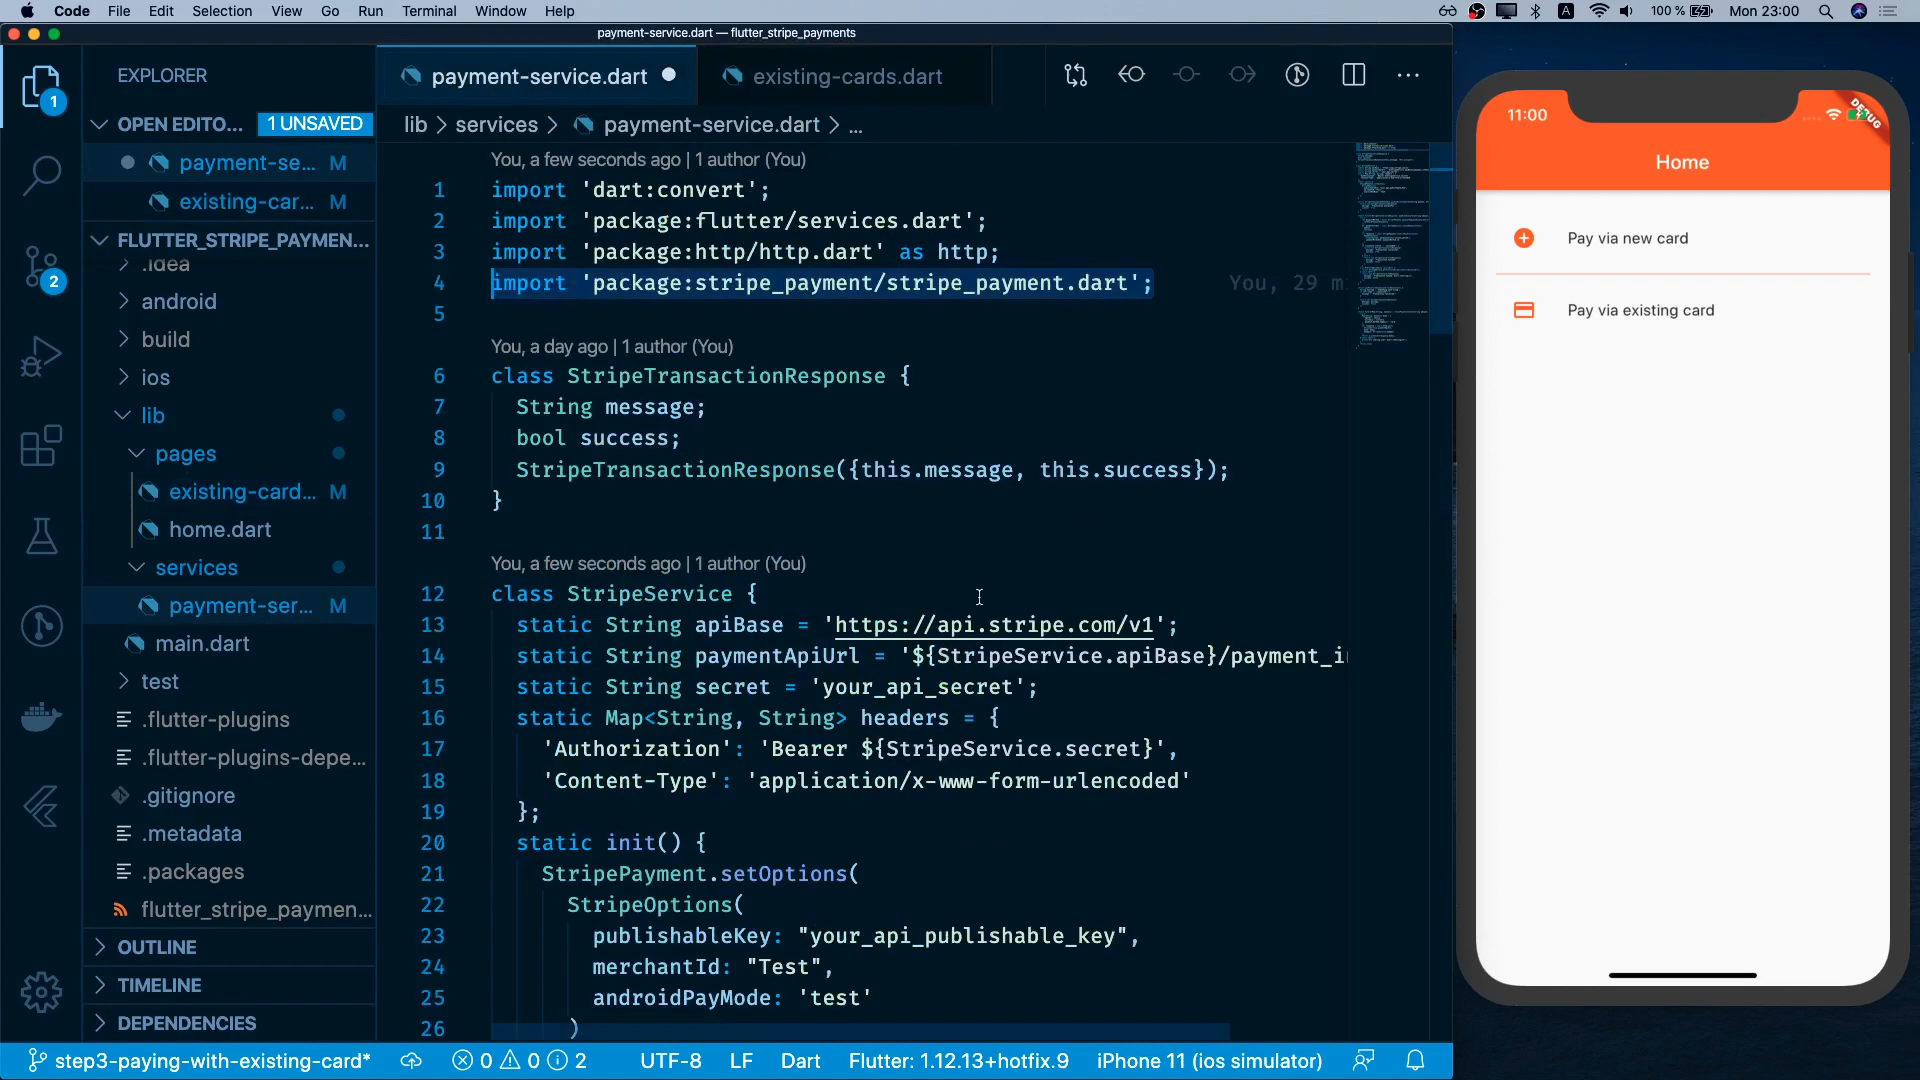 Code File Edit Selection View Go Run Terminal Window Help
A 100 % Mon 23:00
payment-service.dart — flutter_stripe_payments
EXPLORER
1
OPEN EDITO... 1 UNSAVED
payment-se... M
existing-car... M
FLUTTER_STRIPE_PAYMEN...
.idea
2
android
build
ios
lib
pages
existing-card... M
home.dart
services
payment-ser... M
main.dart
test
.flutter-plugins
.flutter-plugins-depe...
.gitignore
.metadata
.packages
flutter_stripe_paymen...
OUTLINE
TIMELINE
DEPENDENCIES
payment-service.dart existing-cards.dart
lib > services > payment-service.dart > ...
You, a few seconds ago | 1 author (You)
1 import 'dart:convert';
2 import 'package:flutter/services.dart';
3 import 'package:http/http.dart' as http;
4 import 'package:stripe_payment/stripe_payment.dart'; You, 29 m
5
You, a day ago | 1 author (You)
6 class StripeTransactionResponse {
7 String message;
8 bool success;
9 StripeTransactionResponse({this.message, this.success});
10 }
11
You, a few seconds ago | 1 author (You)
12 class StripeService {
13 static String apiBase = 'https://api.stripe.com/v1';
14 static String paymentApiUrl = '${StripeService.apiBase}/payment_i
15 static String secret = 'your_api_secret';
16 static Map<String, String> headers = {
17 'Authorization': 'Bearer ${StripeService.secret}',
18 'Content-Type': 'application/x-www-form-urlencoded'
19 };
20 static init() {
21 StripePayment.setOptions(
22 StripeOptions(
23 publishableKey: "your_api_publishable_key",
24 merchantId: "Test",
25 androidPayMode: 'test'
26 )
step3-paying-with-existing-card* 0 0 2 UTF-8 LF Dart Flutter: 1.12.13+hotfix.9 iPhone 11 (ios simulator)
11:00
DEBUG
Home
Pay via new card
Pay via existing card